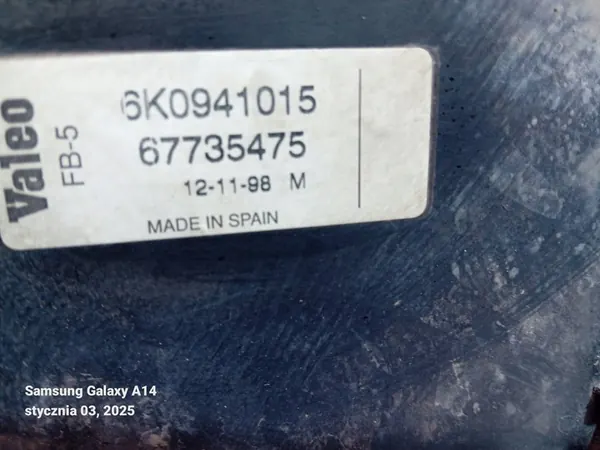 Valeo
FB-5
6K0941015
67735475
12-11-98 M
MADE IN SPAIN
Samsung Galaxy A14
stycznia 03, 2025